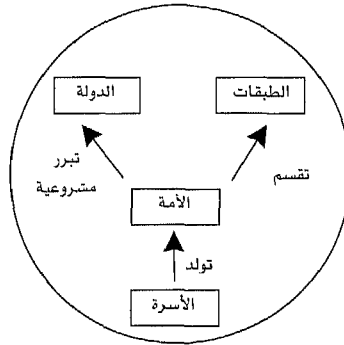 الطبقات
الدولة
تبرر
مشروعية
تقسم
الأمة
تولد
الأسرة